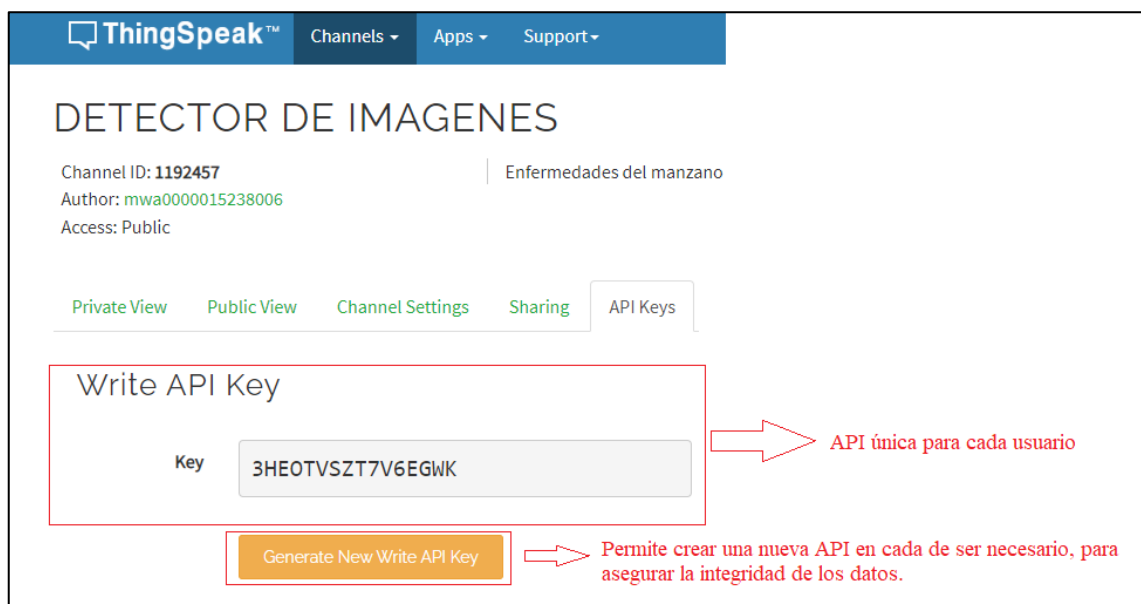 ThingSpeak™ Channels Apps Support
DETECTOR DE IMAGENES
Channel ID: 1192457
Enfermedades del manzano
Author: mwa0000015238006
Access: Public
Private View Public View Channel Settings Sharing API Keys
Write API Key
Key 3HEOTVSZT7V6EGWK
API única para cada usuario
Generate New Write API Key
Permite crear una nueva API en cada de ser necesario, para
asegurar la integridad de los datos.